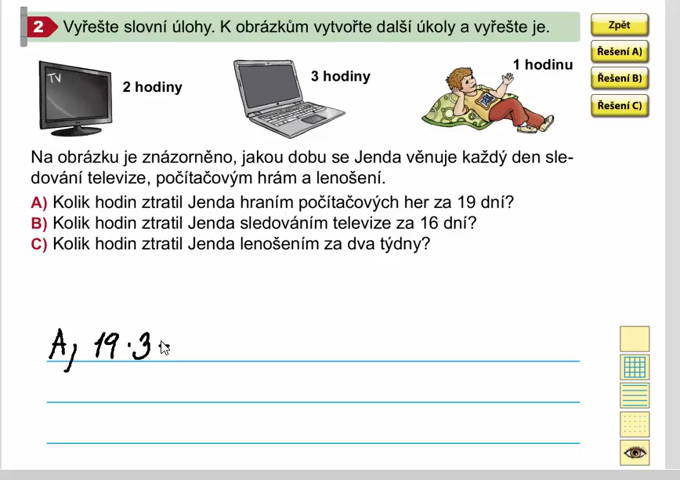 2 Vyřešte slovní úlohy. K obrázkům vytvořte další úkoly a vyřešte je.
Zpět
Řešení A)
Řešení B)
Řešení C)
TV
2 hodiny
3 hodiny
1 hodinu
Na obrázku je znázorněno, jakou dobu se Jenda věnuje každý den sle-
dování televize, počítačovým hrám a lenošení.
A) Kolik hodin ztratil Jenda hraním počítačových her za 19 dní?
B) Kolik hodin ztratil Jenda sledováním televize za 16 dní?
C) Kolik hodin ztratil Jenda lenošením za dva týdny?
A, 19·3